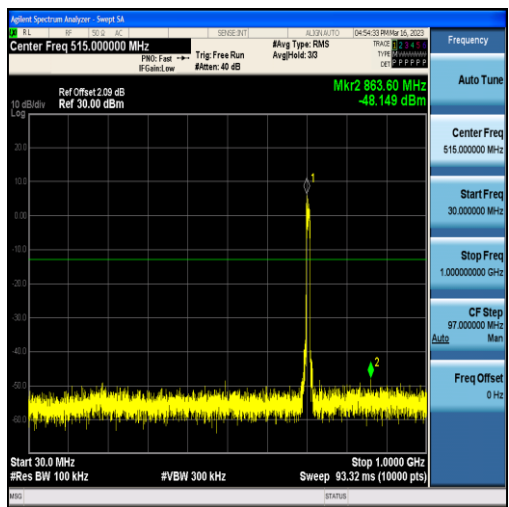 Agilent Spectrum Analyzer - Swept SA
RL RF 50 Ω AC SENSE:INT ALIGN AUTO 04:54:33 PM Mar 16, 2023
Center Freq 515.000000 MHz
PNO: Fast
IFGain:Low
Trig: Free Run
#Atten: 40 dB
#Avg Type: RMS
Avg|Hold: 3/3
TRACE 1 2 3 4 5 6
TYPE
DET P P P P P P
Ref Offset 2.09 dB
10 dB/div Ref 30.00 dBm
Log
Mkr2 863.60 MHz
-48.149 dBm
20.0
10.0
0.00
-10.0
-20.0
-30.0
-40.0
-50.0
-60.0
1
2
Start 30.0 MHz
Stop 1.0000 GHz
#Res BW 100 kHz
#VBW 300 kHz
Sweep 93.32 ms (10000 pts)
MSG
STATUS
Frequency
Auto Tune
Center Freq
515.000000 MHz
Start Freq
30.000000 MHz
Stop Freq
1.000000000 GHz
CF Step
97.000000 MHz
Auto Man
Freq Offset
0 Hz